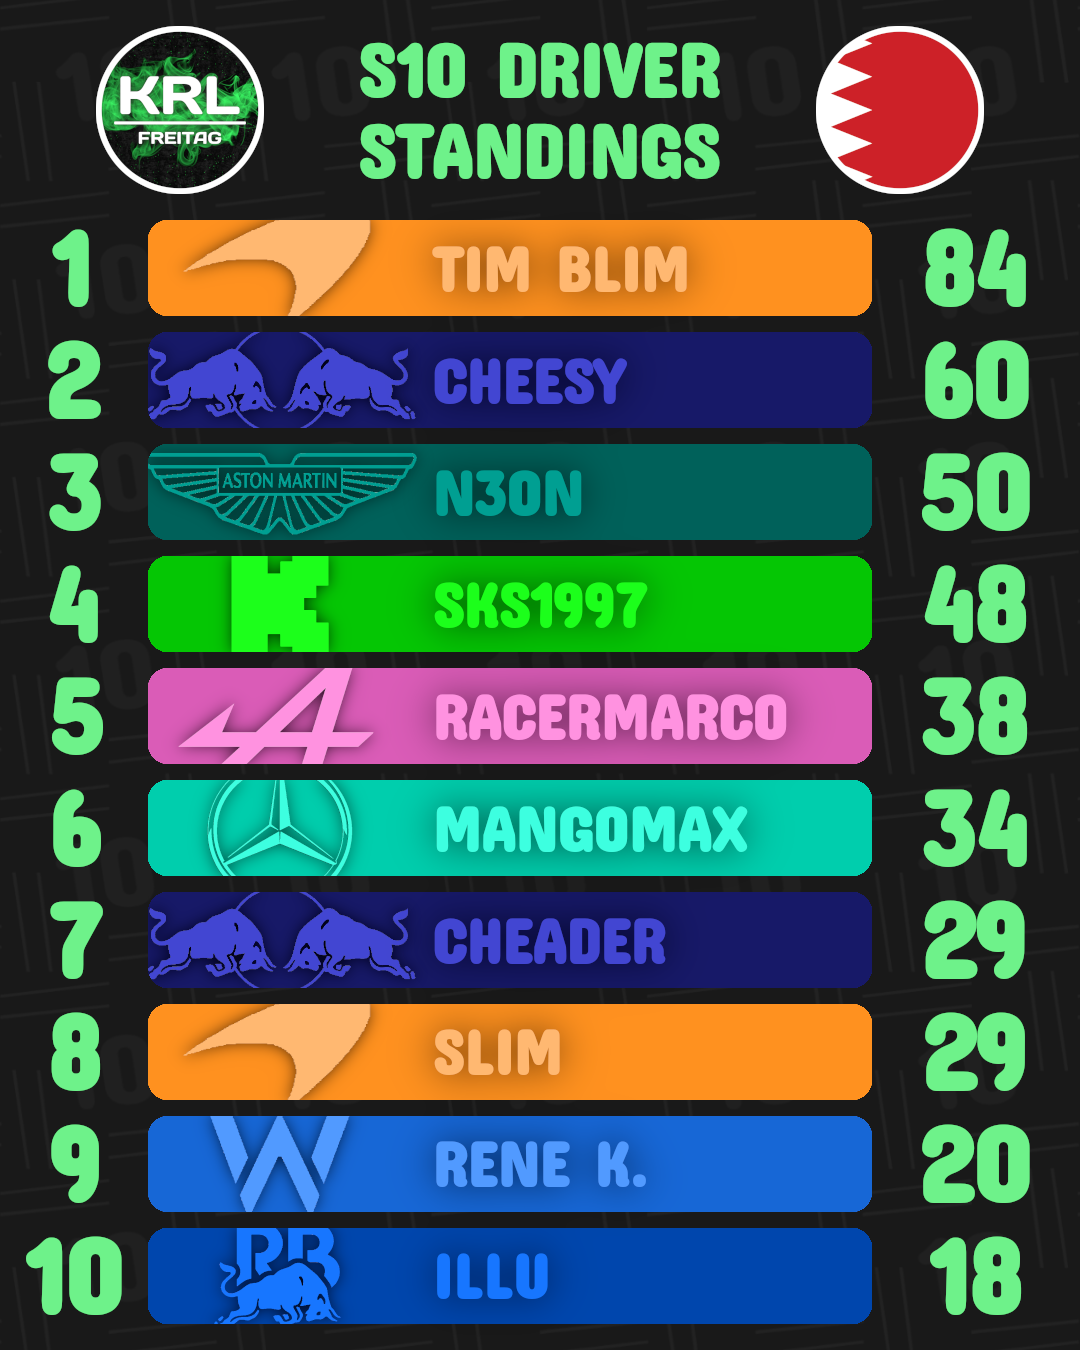 KRL
FREITAG
S10 DRIVER
STANDINGS
1 TIM BLIM 84
2 CHEESY 60
3 ASTON MARTIN N3ON 50
4 K SKS1997 48
5 RACERMARCO 38
6 MANGOMAX 34
7 CHEADER 29
8 SLIM 29
9 W RENE K. 20
10 RB ILLU 18